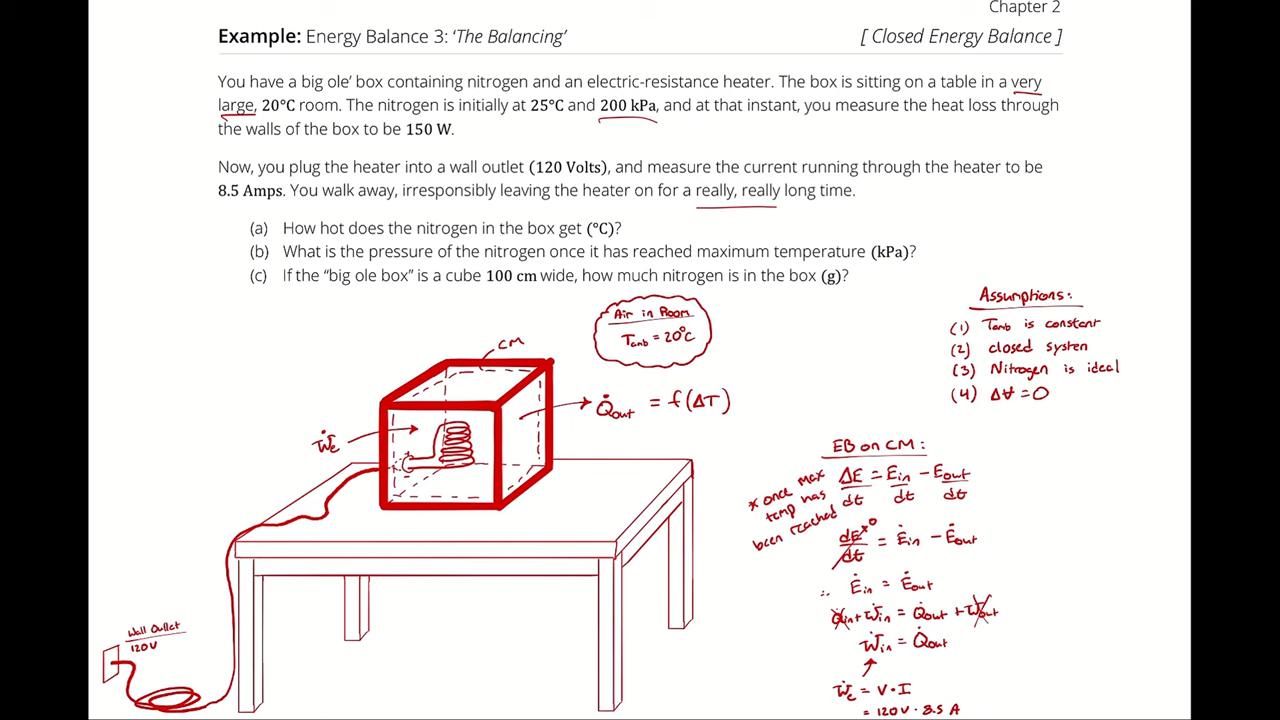 Chapter 2
Example: Energy Balance 3: ‘The Balancing’ [ Closed Energy Balance ]
You have a big ole’ box containing nitrogen and an electric-resistance heater. The box is sitting on a table in a very
large, 20°C room. The nitrogen is initially at 25°C and 200 kPa, and at that instant, you measure the heat loss through
the walls of the box to be 150 W.
Now, you plug the heater into a wall outlet (120 Volts), and measure the current running through the heater to be
8.5 Amps. You walk away, irresponsibly leaving the heater on for a really, really long time.
(a) How hot does the nitrogen in the box get (°C)?
(b) What is the pressure of the nitrogen once it has reached maximum temperature (kPa)?
(c) If the “big ole box” is a cube 100 cm wide, how much nitrogen is in the box (g)?
Air in Room
Tamb = 20°C
CM
Q̇out = f(ΔT)
Ẇe
Wall Outlet
120V
Assumptions:
(1) Tamb is constant
(2) closed system
(3) Nitrogen is ideal
(4) ΔV = 0
EB on CM:
* once max
temp has
been reached
ΔE/dt = Ein/dt - Eout/dt
dE/dt = Ėin - Ėout
∴ Ėin = Ėout
Q̇in + Ẇin = Q̇out + Ẇout
Ẇin = Q̇out
Ẇe = V · I
= 120V · 8.5 A